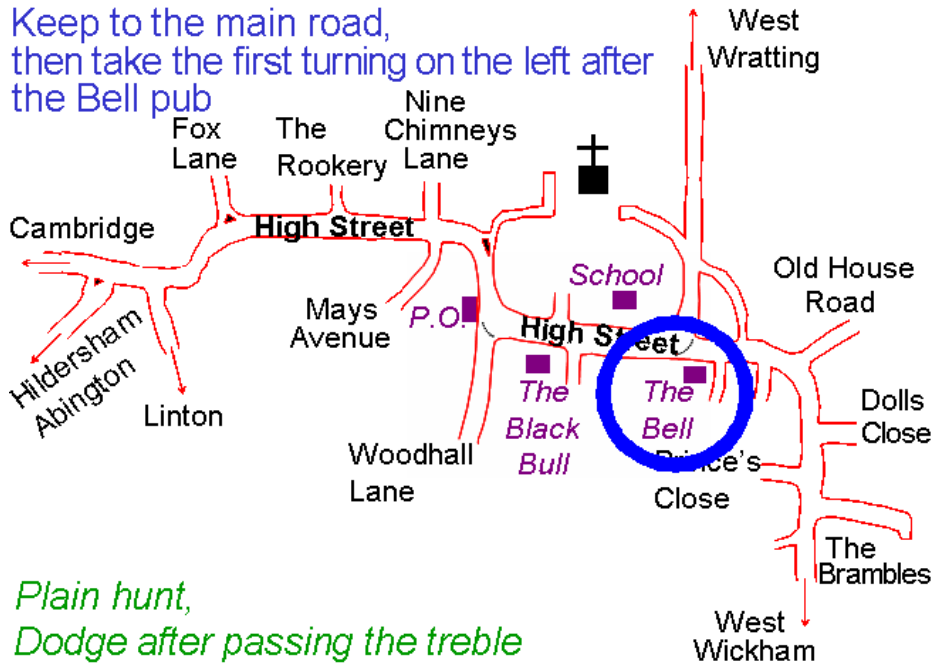 Keep to the main road,
then take the first turning on the left after
the Bell pub
West
Wratting
Nine
Chimneys
Lane
Fox
Lane
The
Rookery
Cambridge
High Street
School
Old House
Road
Mays
Avenue
P.O.
High Street
Hildersham
Abington
Linton
The
Black
Bull
The
Bell
Dolls
Close
Woodhall
Lane
Prince's
Close
The
Brambles
West
Wickham
Plain hunt,
Dodge after passing the treble